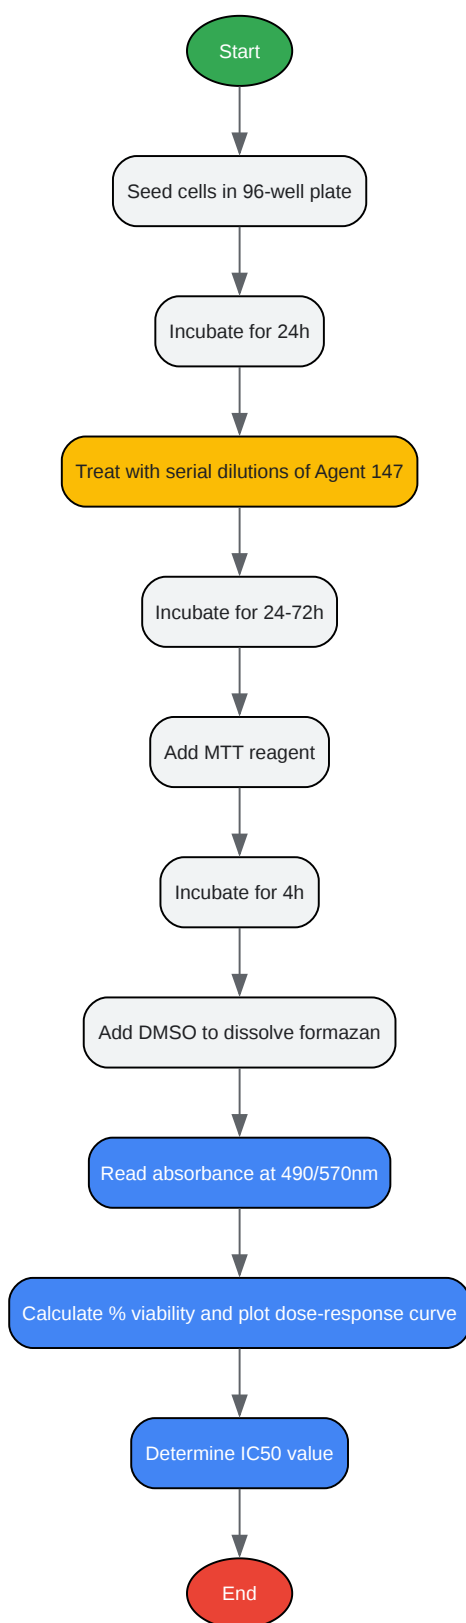 Start
Seed cells in 96-well plate
Incubate for 24h
Treat with serial dilutions of Agent 147
Incubate for 24-72h
Add MTT reagent
Incubate for 4h
Add DMSO to dissolve formazan
Read absorbance at 490/570nm
Calculate % viability and plot dose-response curve
Determine IC50 value
End